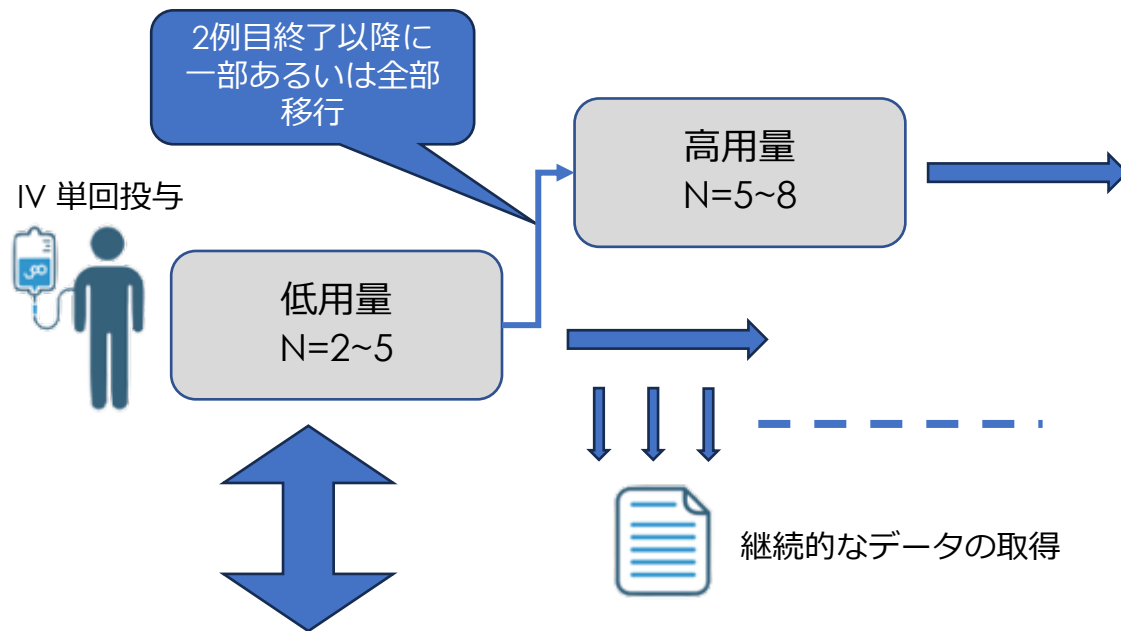 2例目終了以降に
一部あるいは全部
移行
高用量
N=5~8
IV 単回投与
低用量
N=2~5
継続的なデータの取得